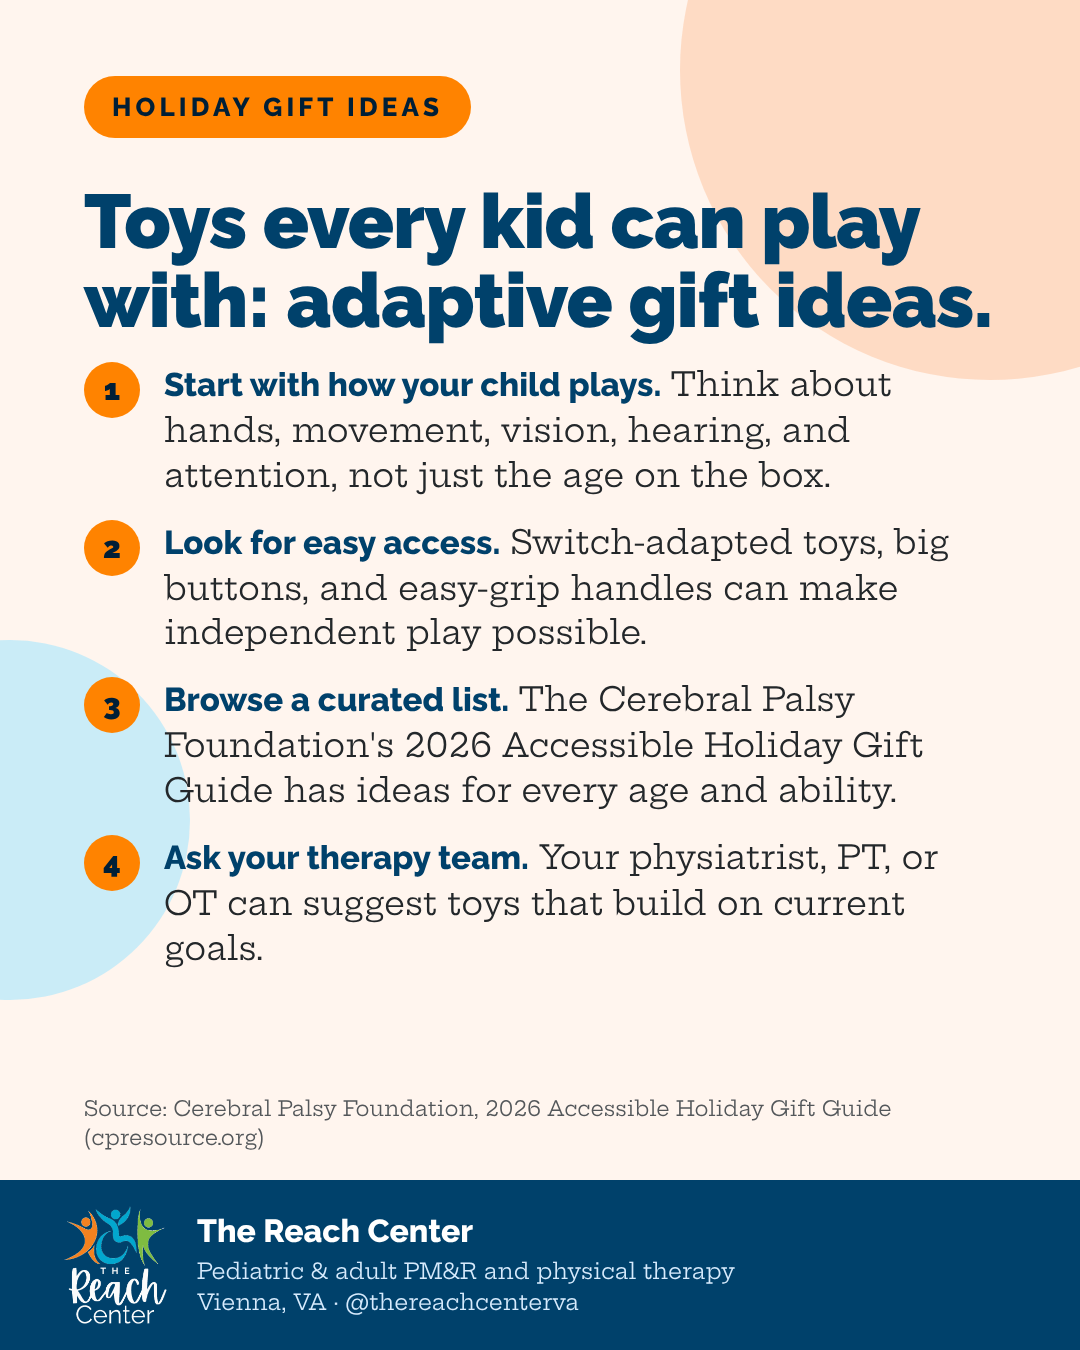 HOLIDAY GIFT IDEAS
Toys every kid can play
with: adaptive gift ideas.
1 Start with how your child plays. Think about
hands, movement, vision, hearing, and
attention, not just the age on the box.
2 Look for easy access. Switch-adapted toys, big
buttons, and easy-grip handles can make
independent play possible.
3 Browse a curated list. The Cerebral Palsy
Foundation's 2026 Accessible Holiday Gift
Guide has ideas for every age and ability.
4 Ask your therapy team. Your physiatrist, PT, or
OT can suggest toys that build on current
goals.
Source: Cerebral Palsy Foundation, 2026 Accessible Holiday Gift Guide
(cpresource.org)
THE
Reach
Center
The Reach Center
Pediatric & adult PM&R and physical therapy
Vienna, VA · @thereachcenterva